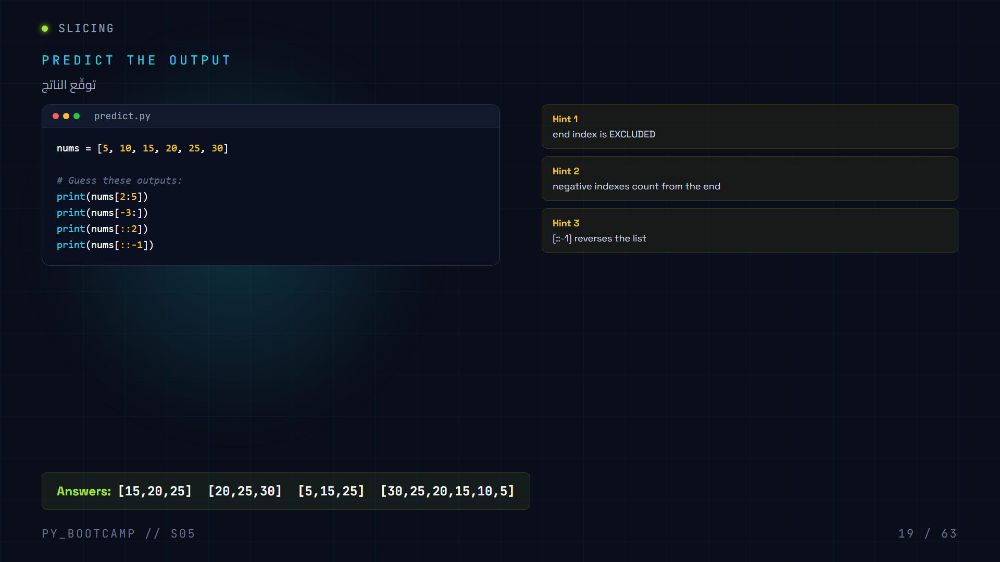 SLICING
PREDICT THE OUTPUT
توقّع الناتج
predict.py
nums = [5, 10, 15, 20, 25, 30]
# Guess these outputs:
print(nums[2:5])
print(nums[-3:])
print(nums[::2])
print(nums[::-1])
Hint 1
end index is EXCLUDED
Hint 2
negative indexes count from the end
Hint 3
[::-1] reverses the list
Answers: [15,20,25] [20,25,30] [5,15,25] [30,25,20,15,10,5]
PY_BOOTCAMP // S05
19 / 63